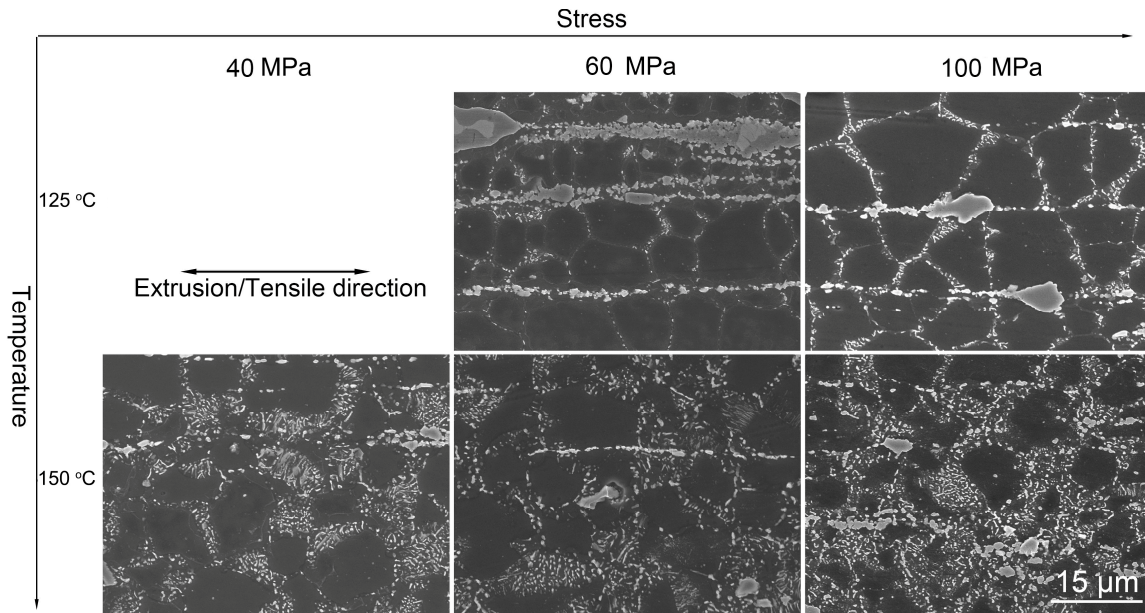 Stress
40 MPa
60 MPa
100 MPa
125 °C
Extrusion/Tensile direction
Temperature
150 °C
15 µm